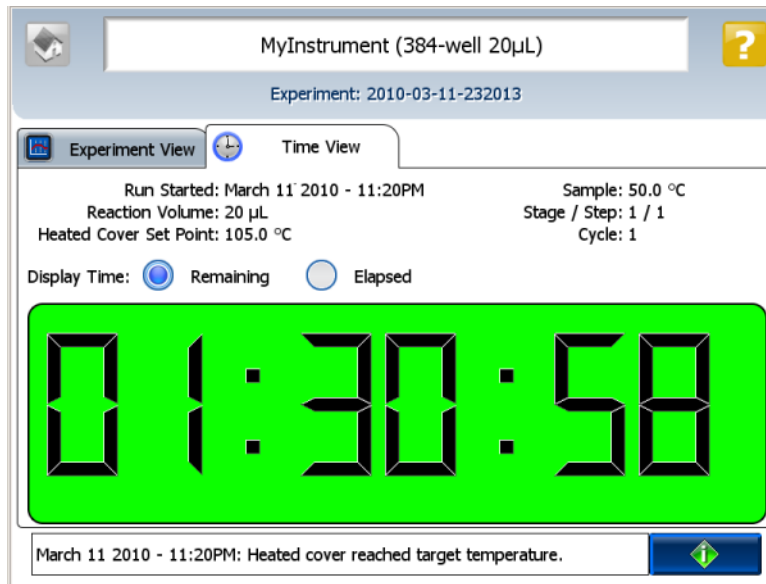 MyInstrument (384-well 20µL)
?
Experiment: 2010-03-11-232013
Experiment View
Time View
Run Started: March 11 2010 - 11:20PM
Sample: 50.0 °C
Reaction Volume: 20 µL
Stage / Step: 1 / 1
Heated Cover Set Point: 105.0 °C
Cycle: 1
Display Time: Remaining Elapsed
01:30:58
March 11 2010 - 11:20PM: Heated cover reached target temperature.
i